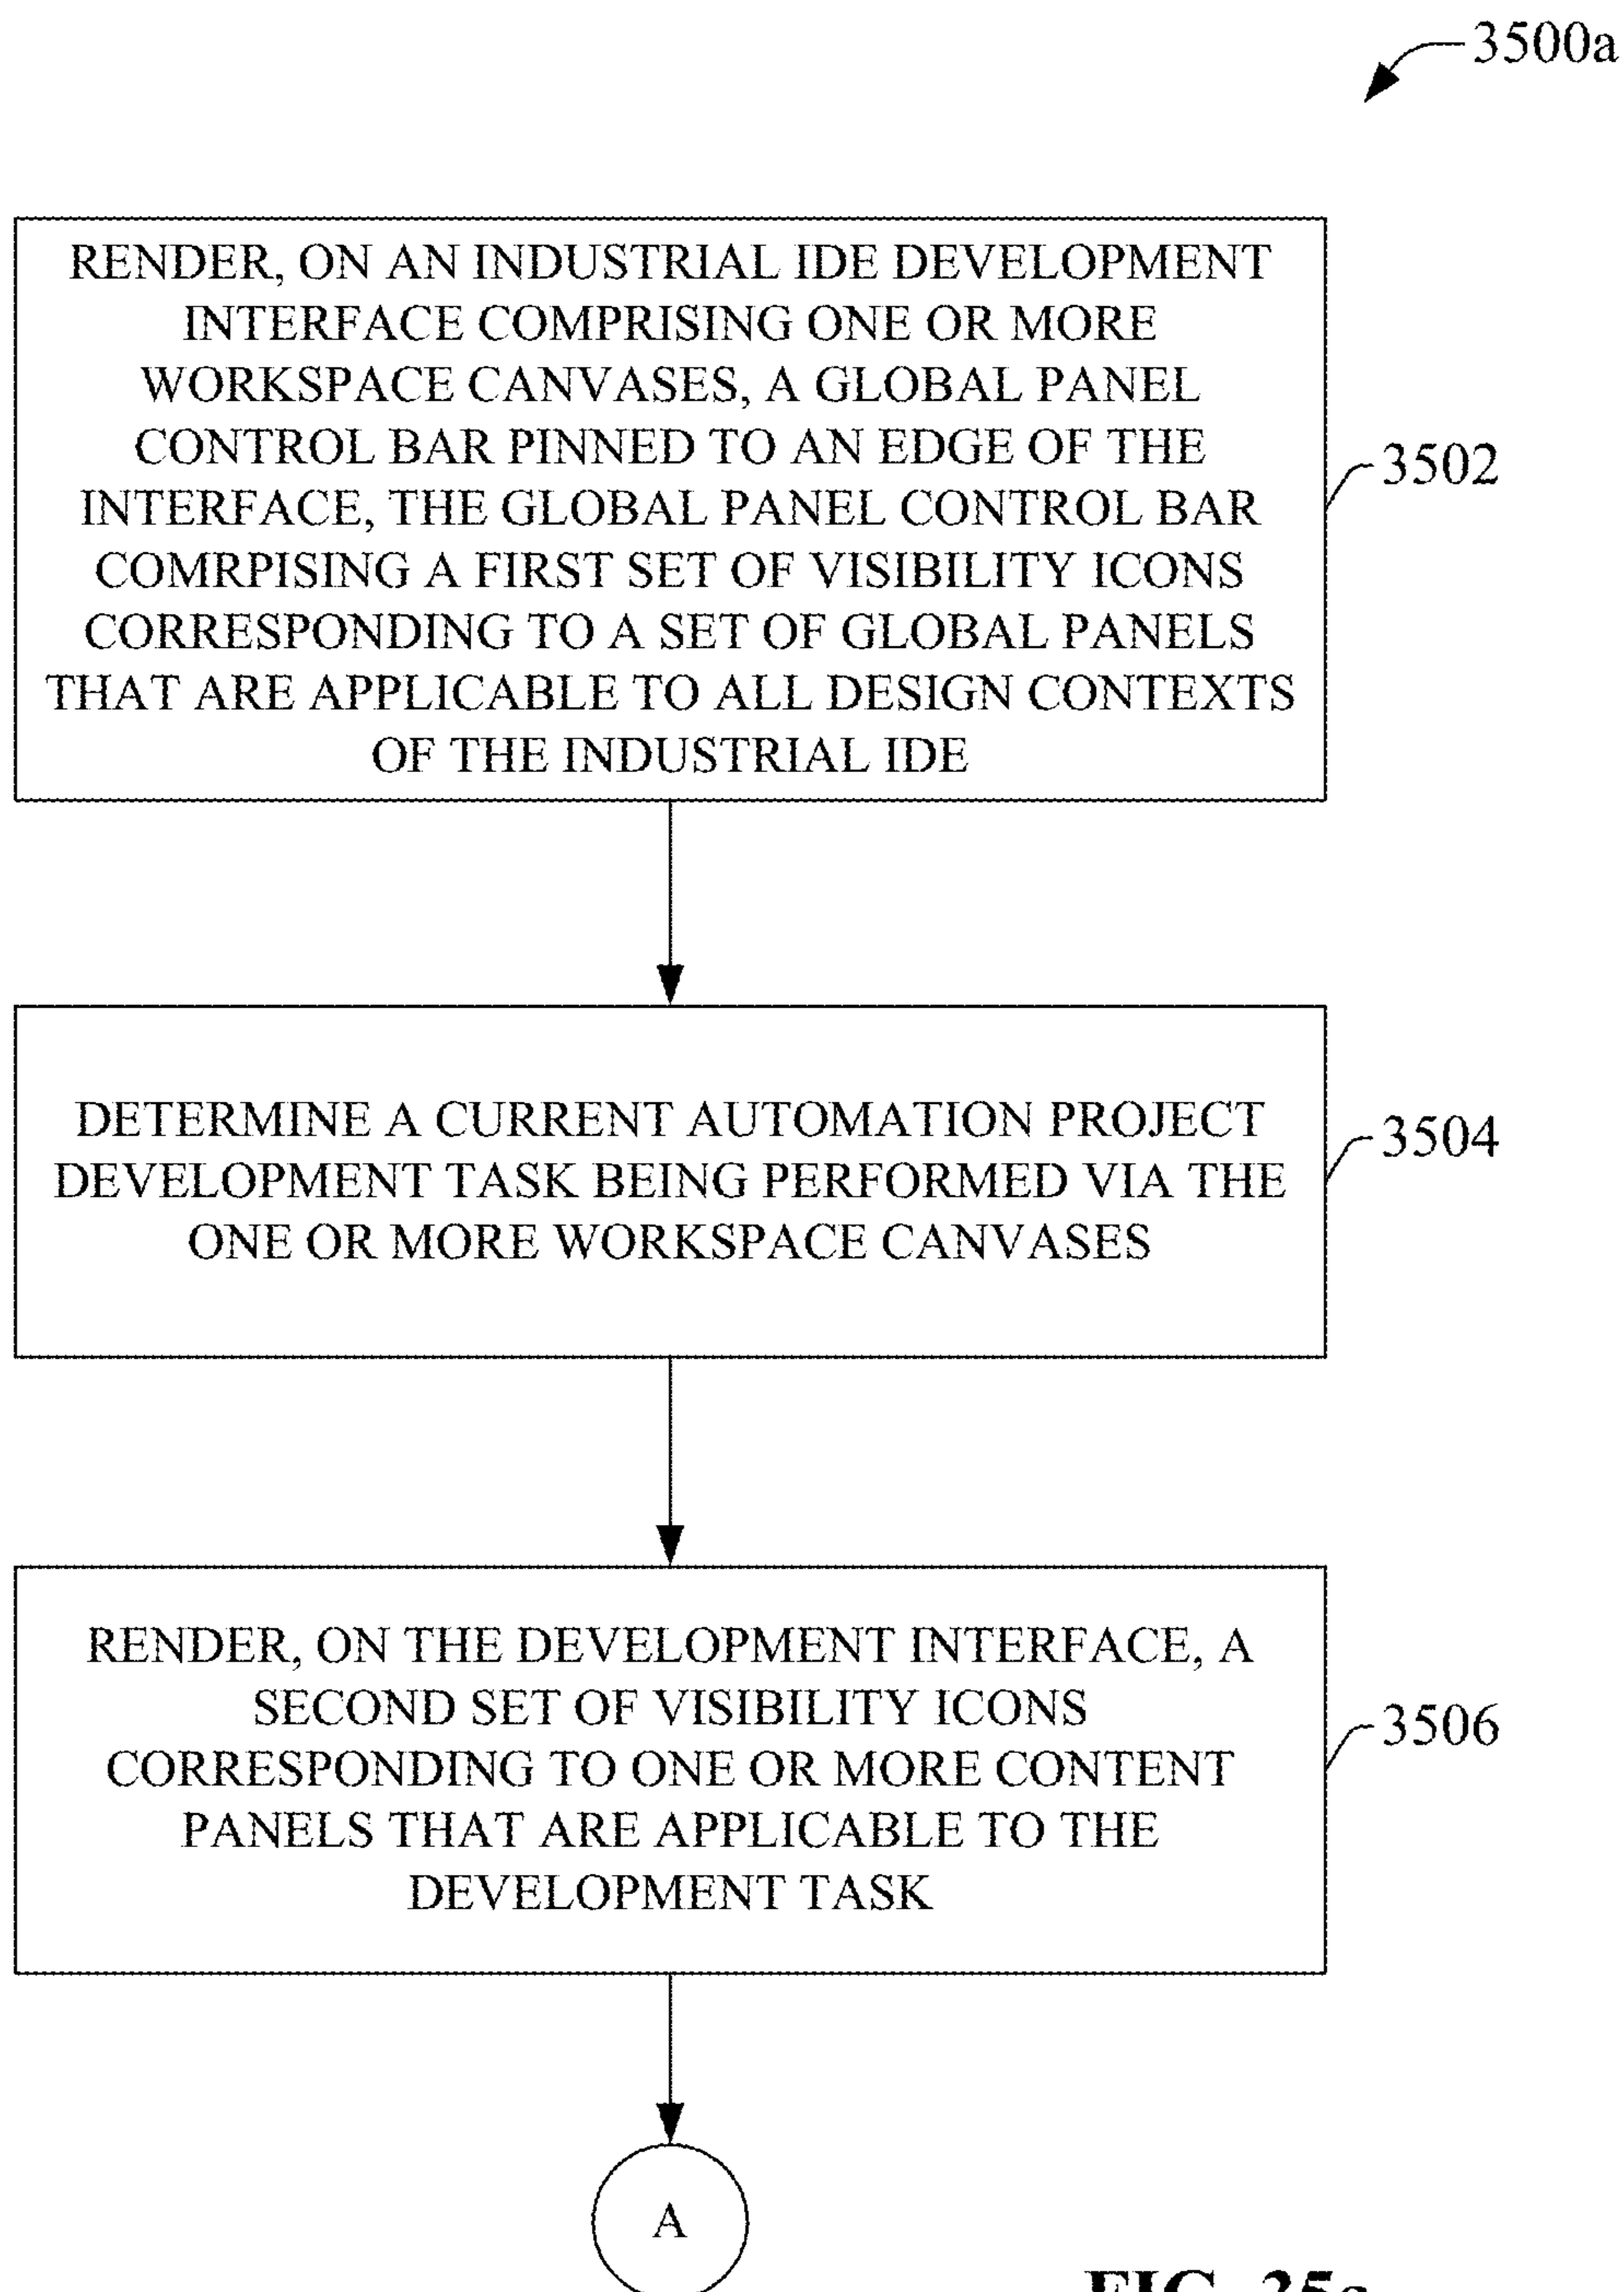 3500a
RENDER, ON AN INDUSTRIAL IDE DEVELOPMENT
INTERFACE COMPRISING ONE OR MORE
WORKSPACE CANVASES, A GLOBAL PANEL
CONTROL BAR PINNED TO AN EDGE OF THE
INTERFACE, THE GLOBAL PANEL CONTROL BAR
COMRPISING A FIRST SET OF VISIBILITY ICONS
CORRESPONDING TO A SET OF GLOBAL PANELS
THAT ARE APPLICABLE TO ALL DESIGN CONTEXTS
OF THE INDUSTRIAL IDE
3502
DETERMINE A CURRENT AUTOMATION PROJECT
DEVELOPMENT TASK BEING PERFORMED VIA THE
ONE OR MORE WORKSPACE CANVASES
3504
RENDER, ON THE DEVELOPMENT INTERFACE, A
SECOND SET OF VISIBILITY ICONS
CORRESPONDING TO ONE OR MORE CONTENT
PANELS THAT ARE APPLICABLE TO THE
DEVELOPMENT TASK
3506
A
FIG.